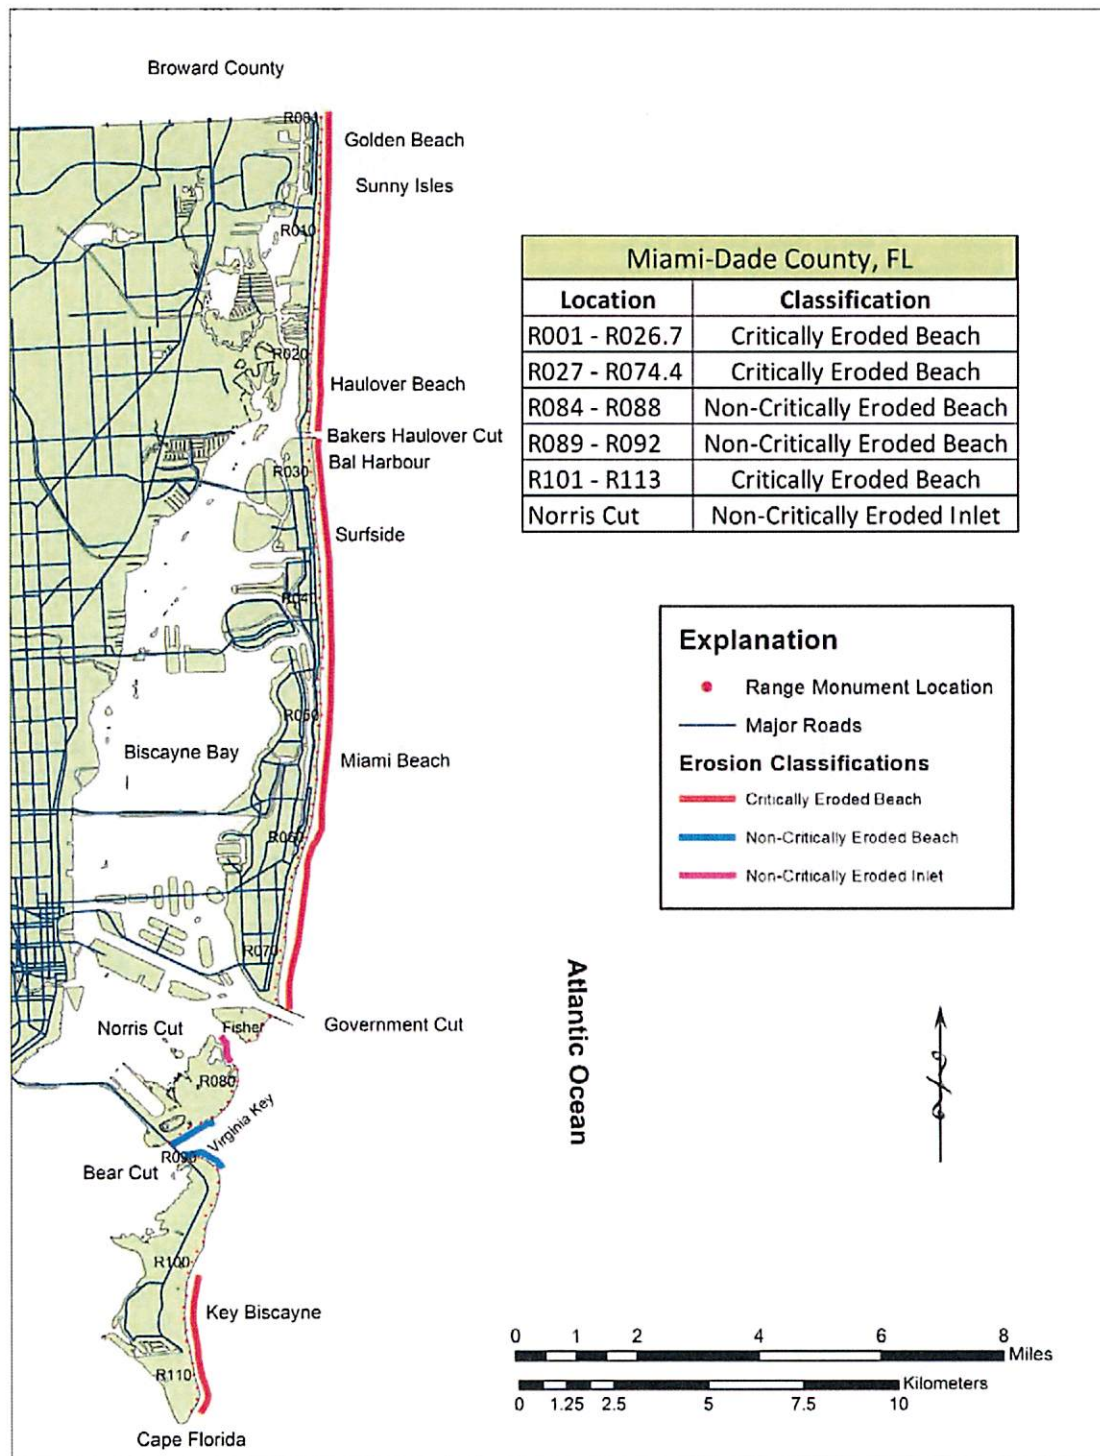 Broward County
R001
Golden Beach
Sunny Isles
R010
R020
Haulover Beach
Bakers Haulover Cut
Bal Harbour
R030
Surfside
R040
R050
Biscayne Bay
Miami Beach
R060
R070
Government Cut
Norris Cut
Fisher
R080
Virginia Key
R090
Bear Cut
R100
Key Biscayne
R110
Cape Florida
Miami-Dade County, FL
Location Classification
R001 - R026.7 Critically Eroded Beach
R027 - R074.4 Critically Eroded Beach
R084 - R088 Non-Critically Eroded Beach
R089 - R092 Non-Critically Eroded Beach
R101 - R113 Critically Eroded Beach
Norris Cut Non-Critically Eroded Inlet
Explanation
Range Monument Location
Major Roads
Erosion Classifications
Critically Eroded Beach
Non-Critically Eroded Beach
Non-Critically Eroded Inlet
Atlantic Ocean
0 1 2 4 6 8
Miles
Kilometers
0 1.25 2.5 5 7.5 10